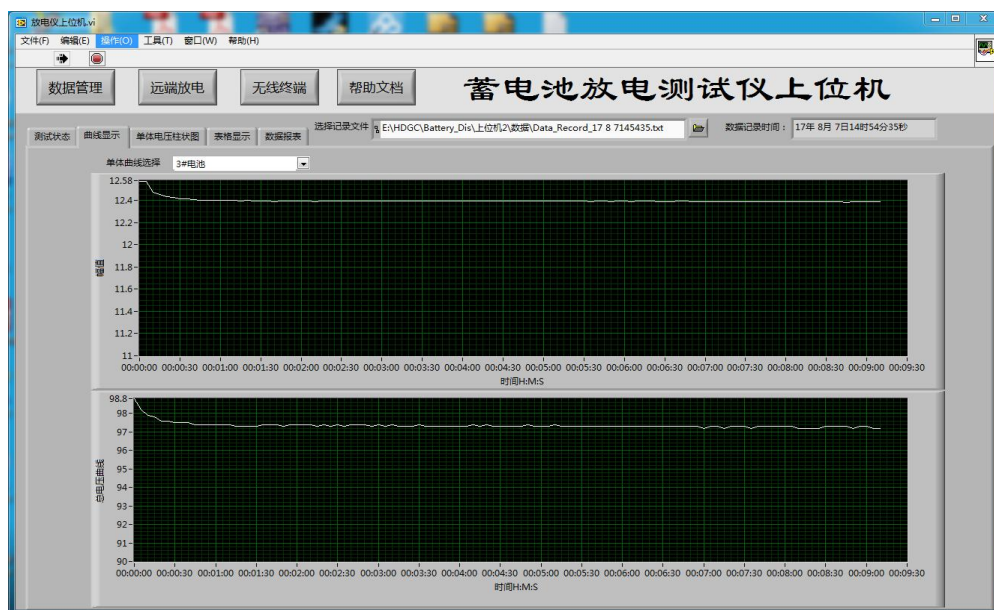 放电仪上位机.vi
文件(F) 编辑(E) 操作(O) 工具(T) 窗口(W) 帮助(H)
数据管理 远端放电 无线终端 帮助文档 蓄电池放电测试仪上位机
测试状态 曲线显示 单体电压柱状图 表格显示 数据报表 选择记录文件 E:\HDGC\Battery_Dis\上位机2\数据\Data_Record_17 8 7145435.txt 数据记录时间： 17年 8月 7日14时54分35秒
单体曲线选择 3#电池
12.58
12.4
12.2
12
11.8
幅值
11.6
11.4
11.2
11
00:00:00 00:00:30 00:01:00 00:01:30 00:02:00 00:02:30 00:03:00 00:03:30 00:04:00 00:04:30 00:05:00 00:05:30 00:06:00 00:06:30 00:07:00 00:07:30 00:08:00 00:08:30 00:09:00 00:09:30
时间H:M:S
98.8
98
97
96
95
总电压曲线
94
93
92
91
90
00:00:00 00:00:30 00:01:00 00:01:30 00:02:00 00:02:30 00:03:00 00:03:30 00:04:00 00:04:30 00:05:00 00:05:30 00:06:00 00:06:30 00:07:00 00:07:30 00:08:00 00:08:30 00:09:00 00:09:30
时间H:M:S